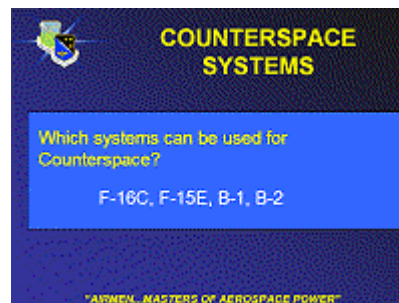 COUNTERSPACE
SYSTEMS
Which systems can be used for
Counterspace?
F-16C, F-15E, B-1, B-2
"AIRMEN...MASTERS OF AEROSPACE POWER"